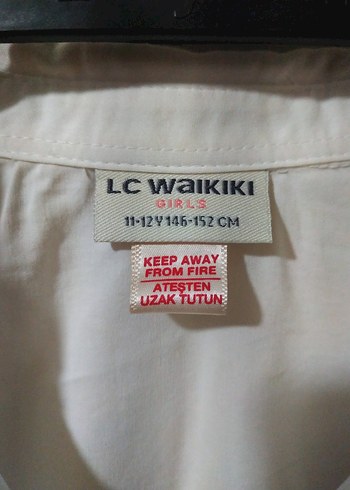 LC WAIKIKI
GIRLS
11-12 Y 146-152 CM
KEEP AWAY
FROM FIRE
ATEŞTEN
UZAK TUTUN